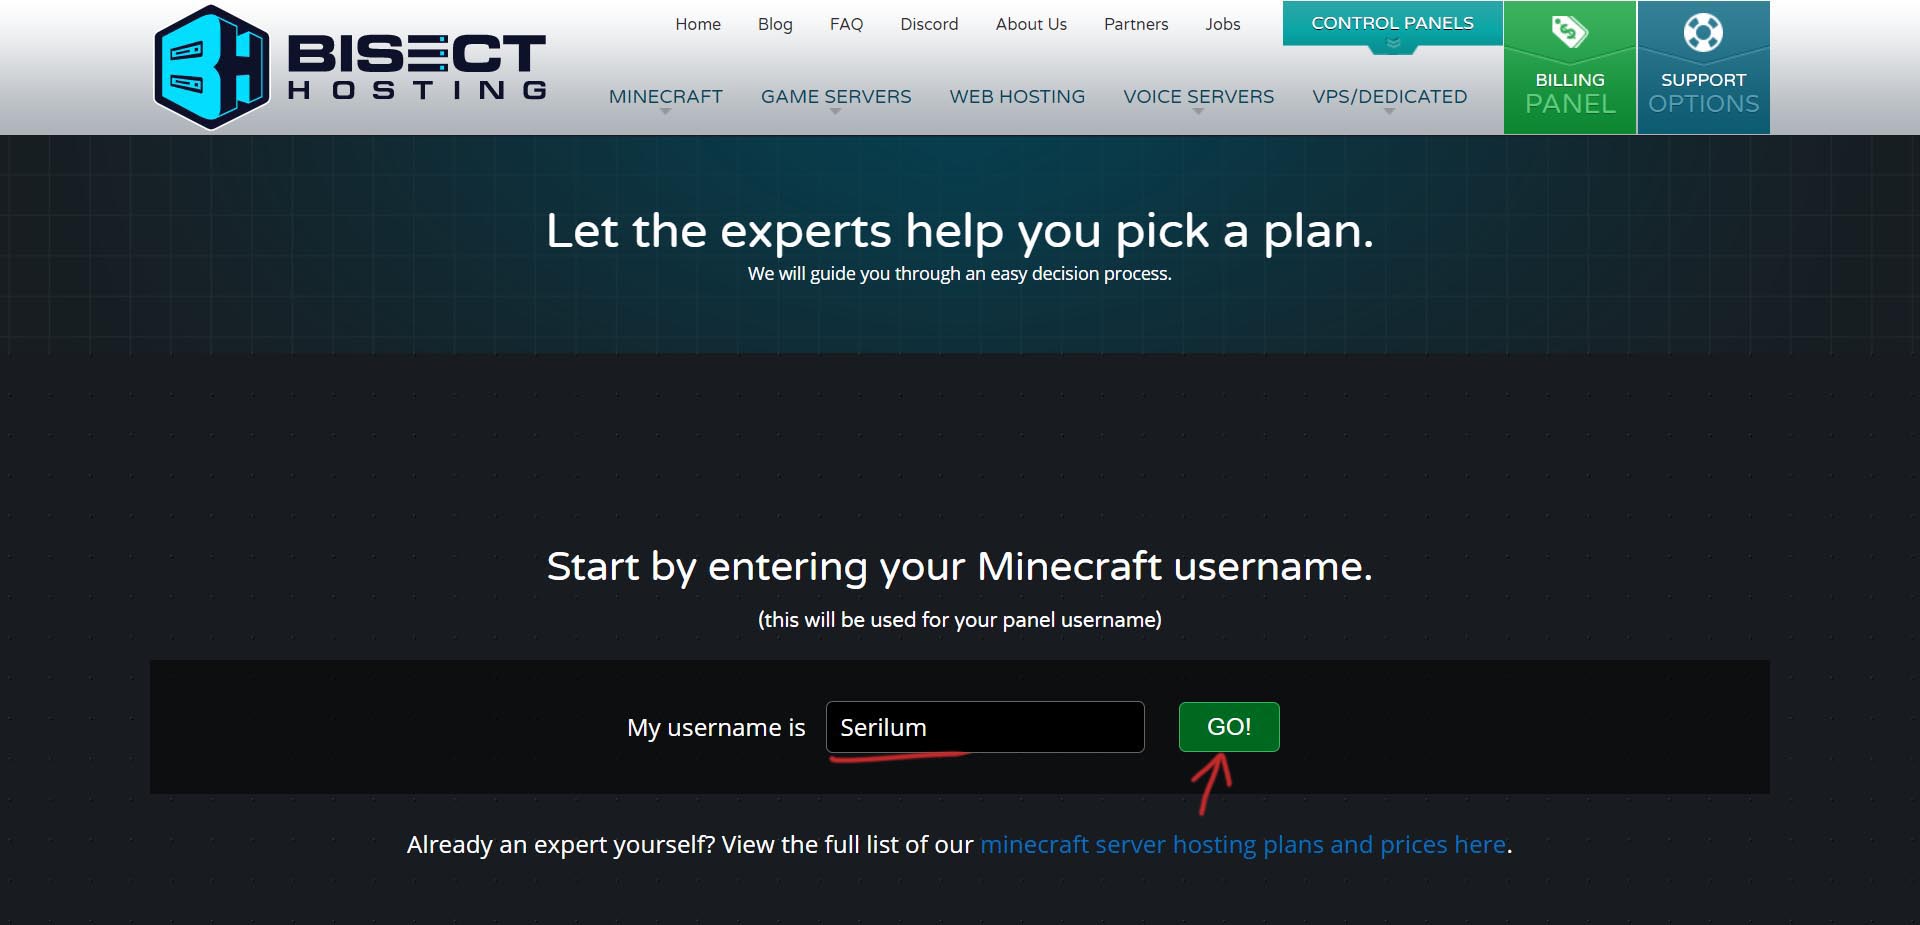 BISECT
HOSTING
Home Blog FAQ Discord About Us Partners Jobs
CONTROL PANELS
MINECRAFT GAME SERVERS WEB HOSTING VOICE SERVERS VPS/DEDICATED
BILLING
PANEL
SUPPORT
OPTIONS
Let the experts help you pick a plan.
We will guide you through an easy decision process.
Start by entering your Minecraft username.
(this will be used for your panel username)
My username is Serilum GO!
Already an expert yourself? View the full list of our minecraft server hosting plans and prices here.